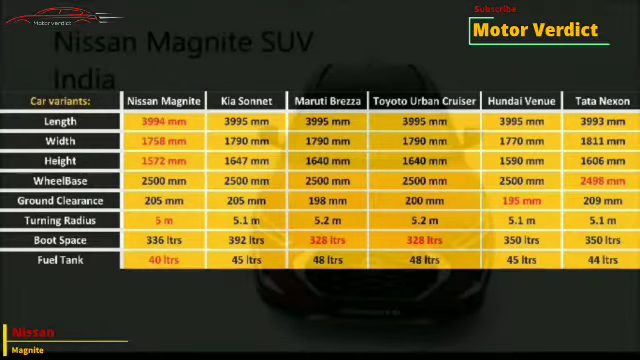 Motor verdict
Subscribe
Motor Verdict
Nissan Magnite SUV
India
Car variants: Nissan Magnite Kia Sonnet Maruti Brezza Toyoto Urban Cruiser Hundai Venue Tata Nexon
Length 3994 mm 3995 mm 3995 mm 3995 mm 3995 mm 3993 mm
Width 1758 mm 1790 mm 1790 mm 1790 mm 1770 mm 1811 mm
Height 1572 mm 1647 mm 1640 mm 1640 mm 1590 mm 1606 mm
WheelBase 2500 mm 2500 mm 2500 mm 2500 mm 2500 mm 2498 mm
Ground Clearance 205 mm 205 mm 198 mm 200 mm 195 mm 209 mm
Turning Radius 5 m 5.1 m 5.2 m 5.2 m 5.1 m 5.1 m
Boot Space 336 ltrs 392 ltrs 328 ltrs 328 ltrs 350 ltrs 350 ltrs
Fuel Tank 40 ltrs 45 ltrs 48 ltrs 48 ltrs 45 ltrs 44 ltrs
Nissan
Magnite